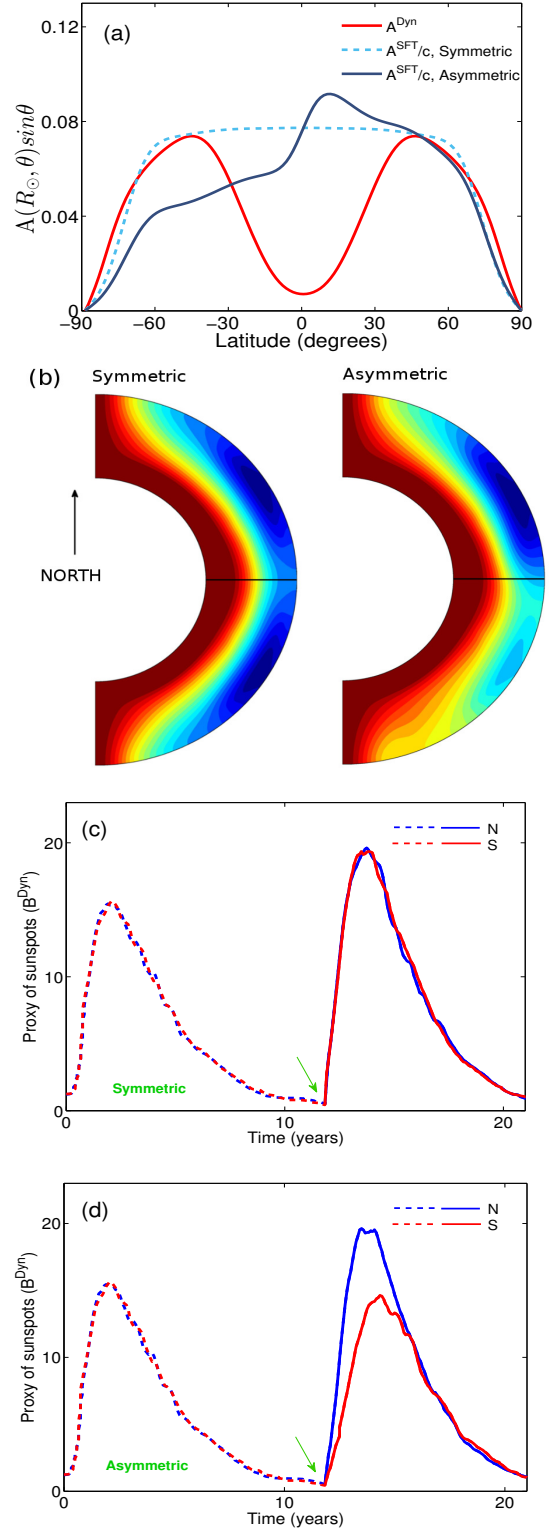 (a)
A^Dyn
A^SFT/c, Symmetric
A^SFT/c, Asymmetric
A(R⊙,θ)sinθ
0.12
0.08
0.04
0
−90 −60 −30 0 30 60 90
Latitude (degrees)
(b) Symmetric Asymmetric
NORTH
(c)
N
S
Proxy of sunspots (B^Dyn)
20
10
0
Symmetric
0 10 20
Time (years)
(d)
N
S
Proxy of sunspots (B^Dyn)
20
10
0
Asymmetric
0 10 20
Time (years)